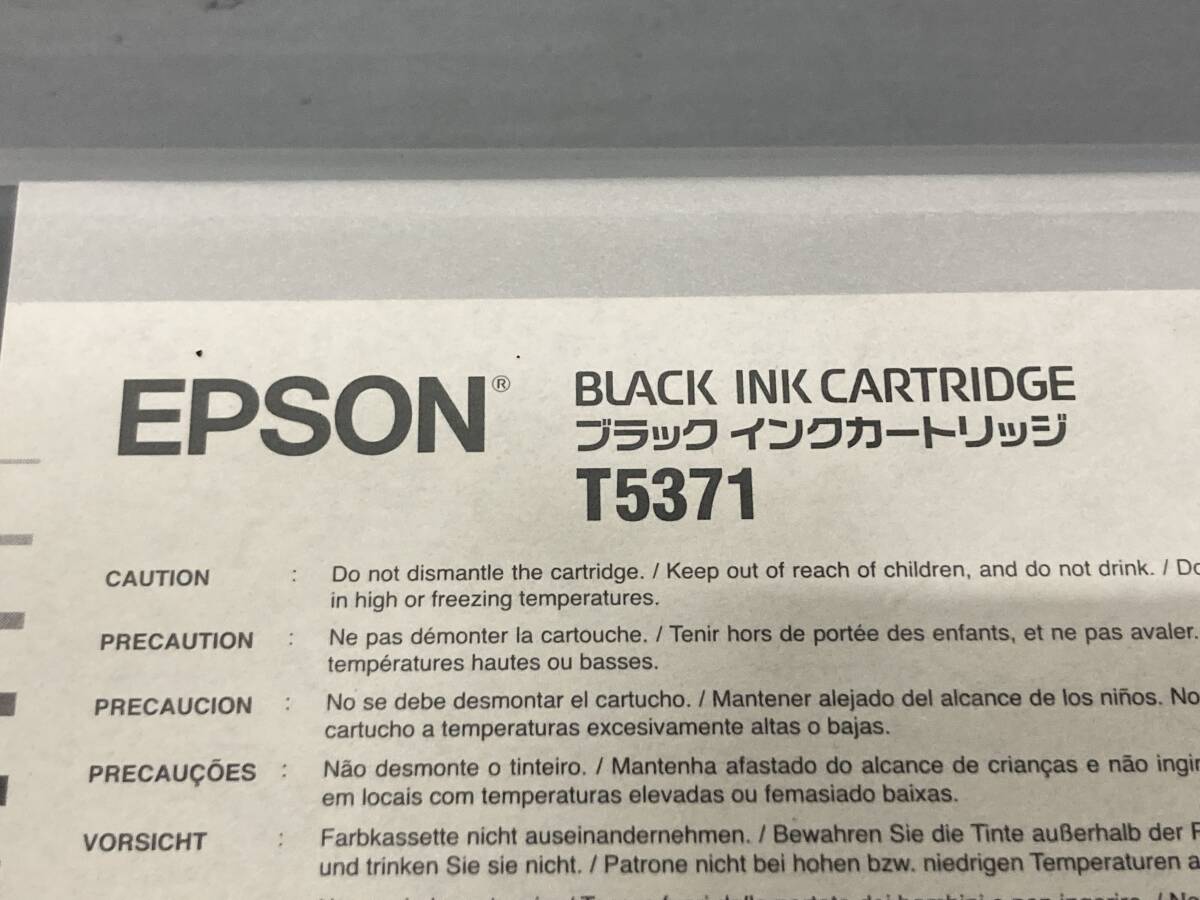 EPSON®
BLACK INK CARTRIDGE
ブラック インクカートリッジ
T5371
CAUTION : Do not dismantle the cartridge. / Keep out of reach of children, and do not drink. / Do
in high or freezing temperatures.
PRECAUTION : Ne pas démonter la cartouche. / Tenir hors de portée des enfants, et ne pas avaler.
températures hautes ou basses.
PRECAUCION : No se debe desmontar el cartucho. / Mantener alejado del alcance de los niños. No
cartucho a temperaturas excesivamente altas o bajas.
PRECAUÇÕES : Não desmonte o tinteiro. / Mantenha afastado do alcance de crianças e não ingir
em locais com temperaturas elevadas ou femasiado baixas.
VORSICHT : Farbkassette nicht auseinandernehmen. / Bewahren Sie die Tinte außerhalb der
und trinken Sie sie nicht. / Patrone nicht bei hohen bzw. niedrigen Temperaturen a